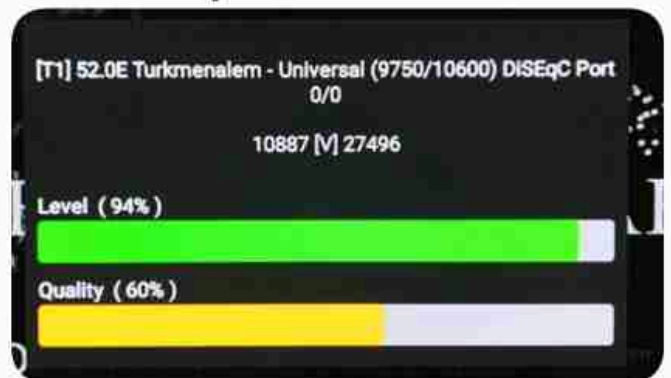 [T1] 52.0E Turkmenalem - Universal (9750/10600) DiSEqC Port
0/0
10887 [V] 27496
Level ( 94% )
Quality ( 60% )